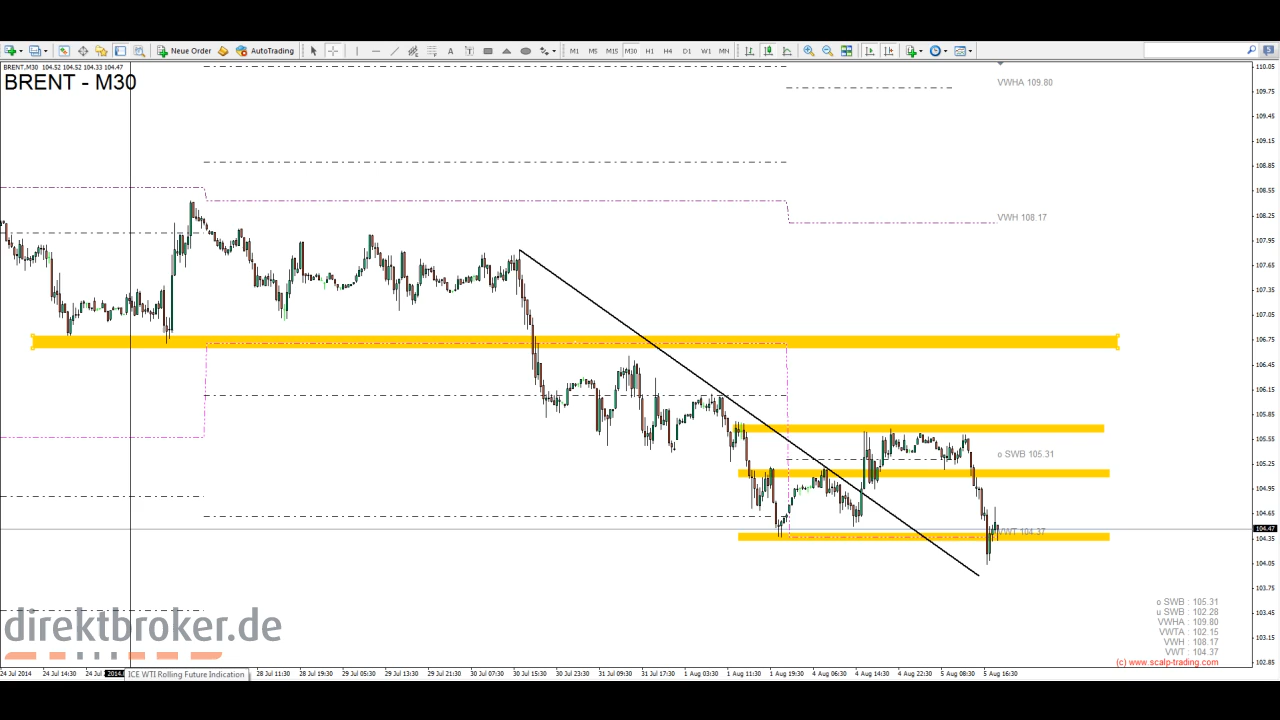 New Order AutoTrading A T M1 M5 M15 M30 H1 H4 D1 W1 MN
BRENT,M30 104.52 104.52 104.33 104.47
BRENT - M30
VWHA 109.80
VWH 108.17
o SWB 105.31
VWT 104.37
110.05
109.75
109.45
109.15
108.85
108.55
108.25
107.95
107.65
107.35
107.05
106.75
106.45
106.15
105.85
105.55
105.25
104.95
104.65
104.47
104.35
104.05
103.75
103.45
103.15
102.85
direktbroker.de
o SWB : 105.31
u SWB : 102.28
VWHA : 109.80
VWTA : 102.15
VWH : 108.17
VWT : 104.37
(c) www.scalp-trading.com
24 Jul 2014 24 Jul 14:30 24 Jul 2014 28 Jul 11:30 28 Jul 19:30 29 Jul 05:30 29 Jul 13:30 29 Jul 21:30 30 Jul 07:30 30 Jul 15:30 31 Jul 01:30 31 Jul 09:30 31 Jul 17:30 1 Aug 03:30 1 Aug 11:30 1 Aug 19:30 4 Aug 06:30 4 Aug 14:30 4 Aug 22:30 5 Aug 08:30 5 Aug 16:30
ICE WTI Rolling Future Indication